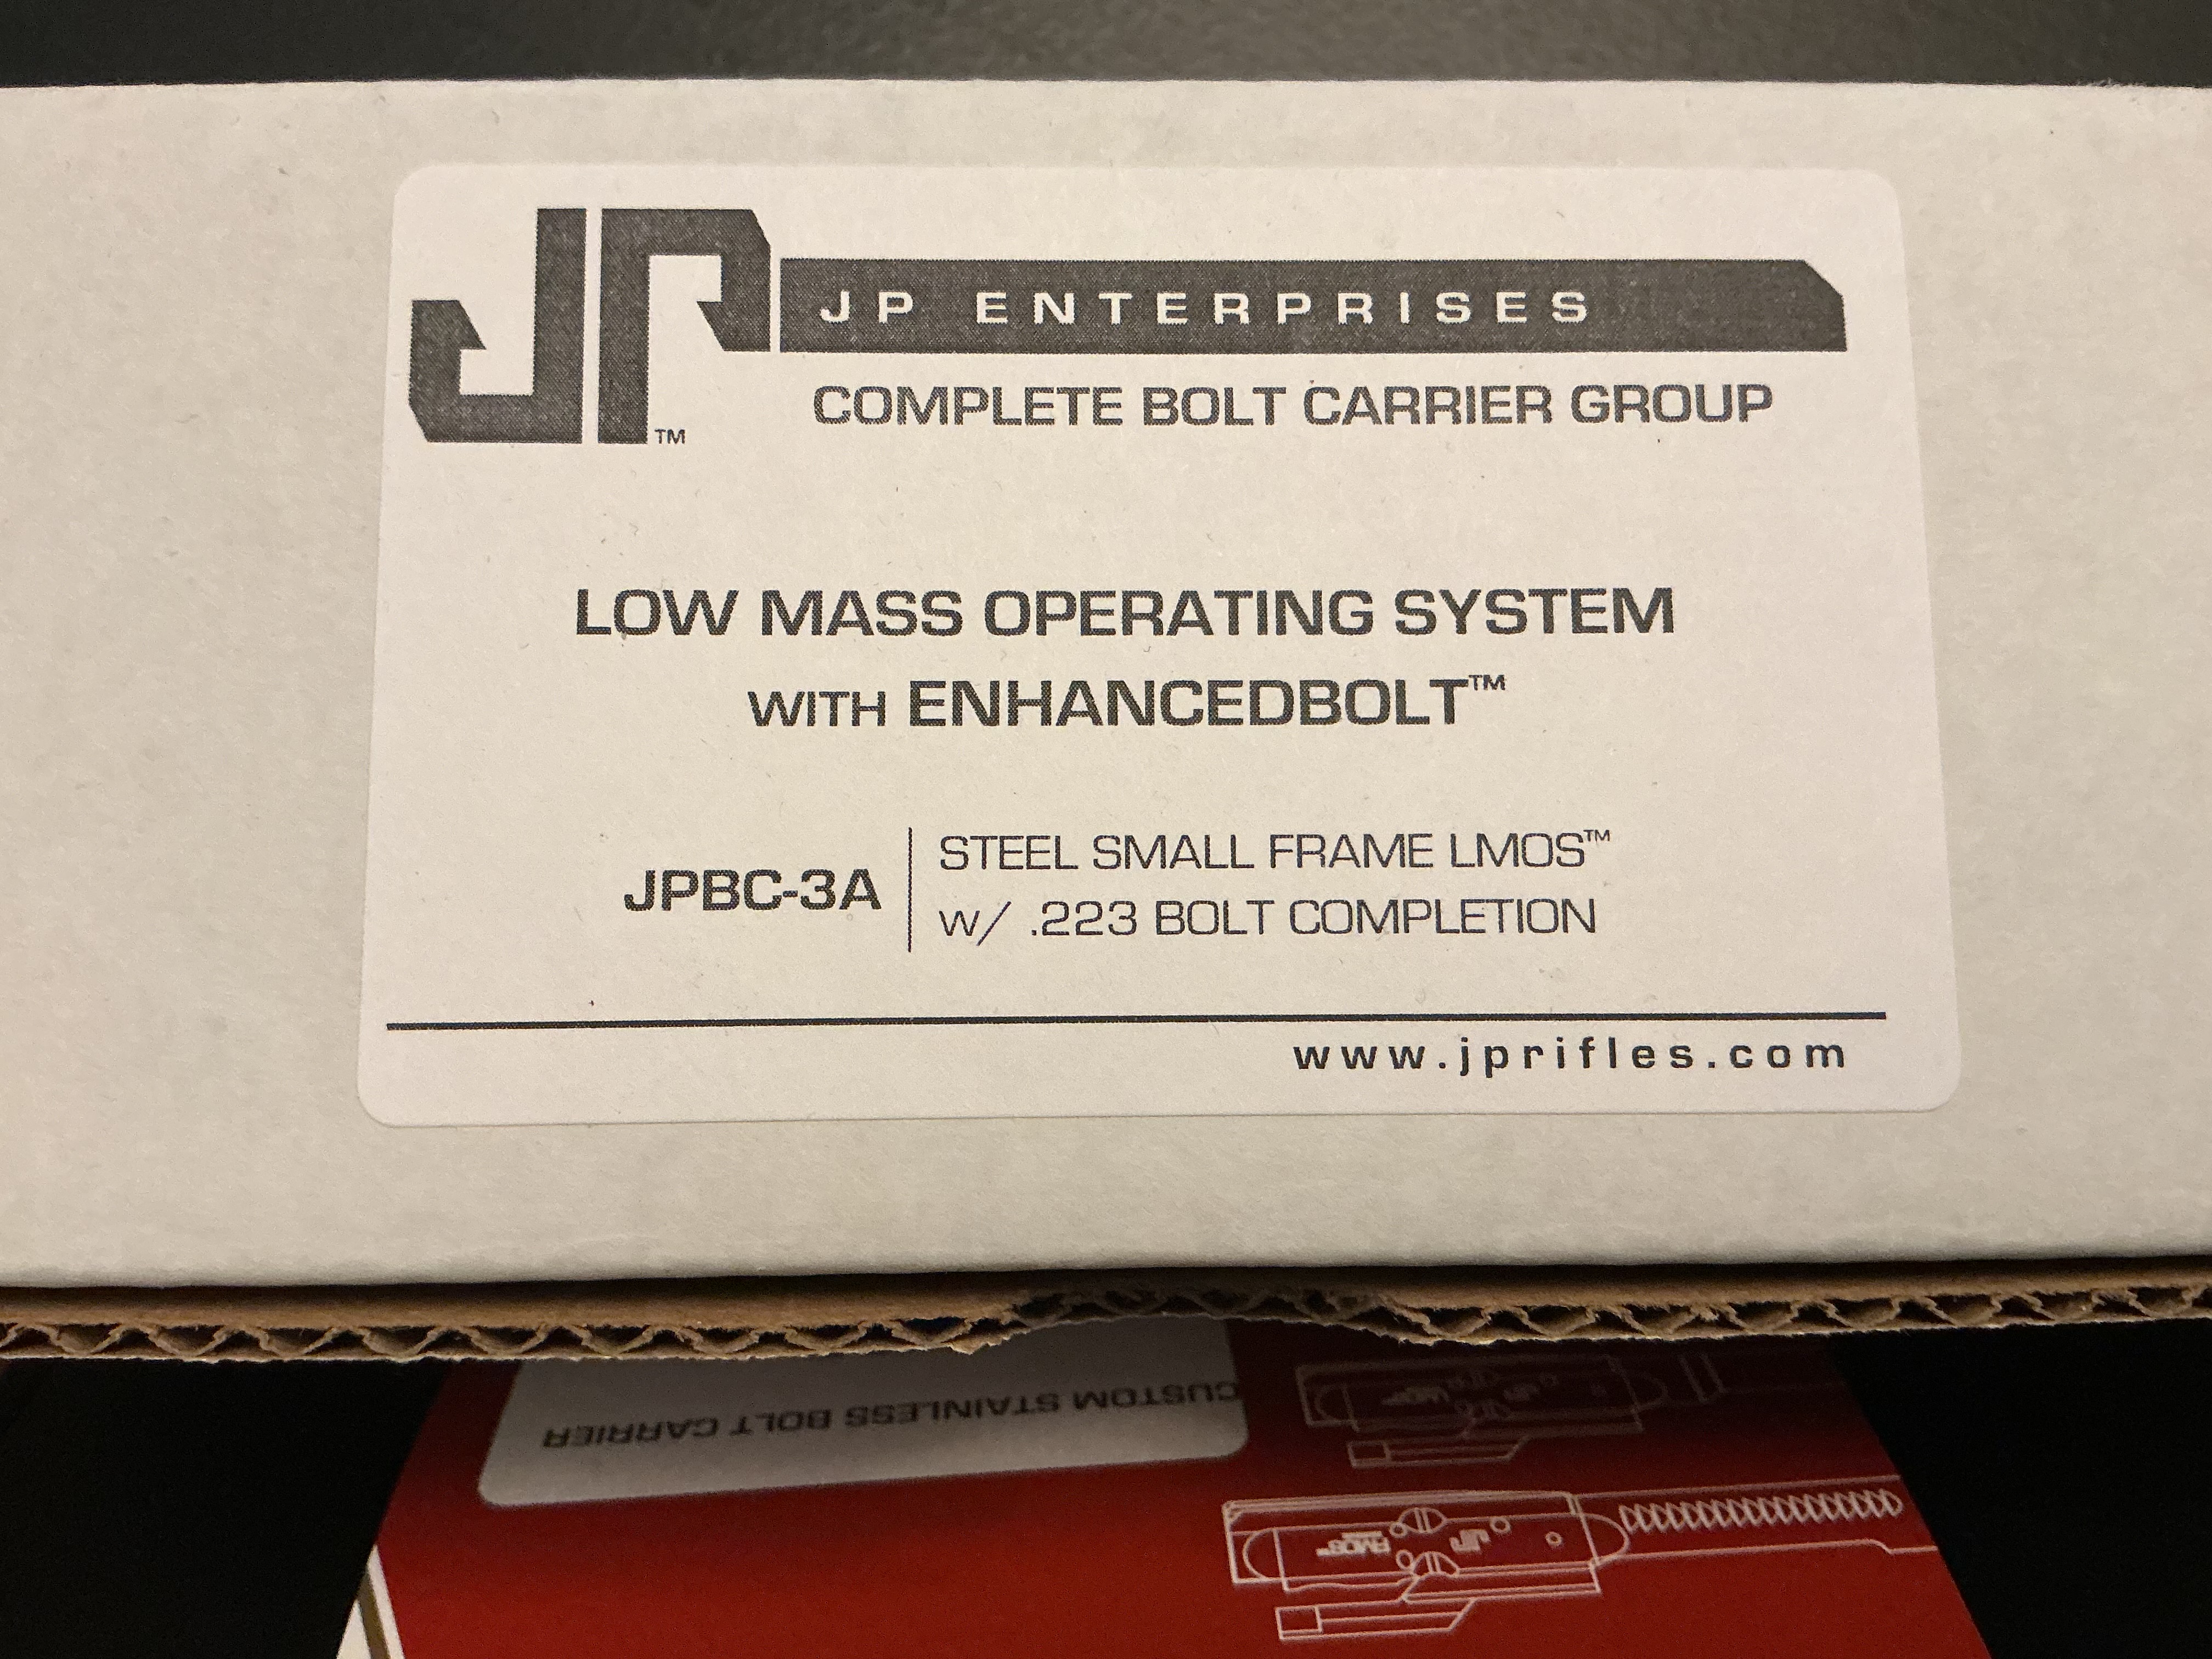 JP™
JP ENTERPRISES
COMPLETE BOLT CARRIER GROUP
LOW MASS OPERATING SYSTEM
WITH ENHANCEDBOLT™
JPBC-3A
STEEL SMALL FRAME LMOS™
W/ .223 BOLT COMPLETION
www.jprifles.com
CUSTOM STAINLESS BOLT CARRIER
JP